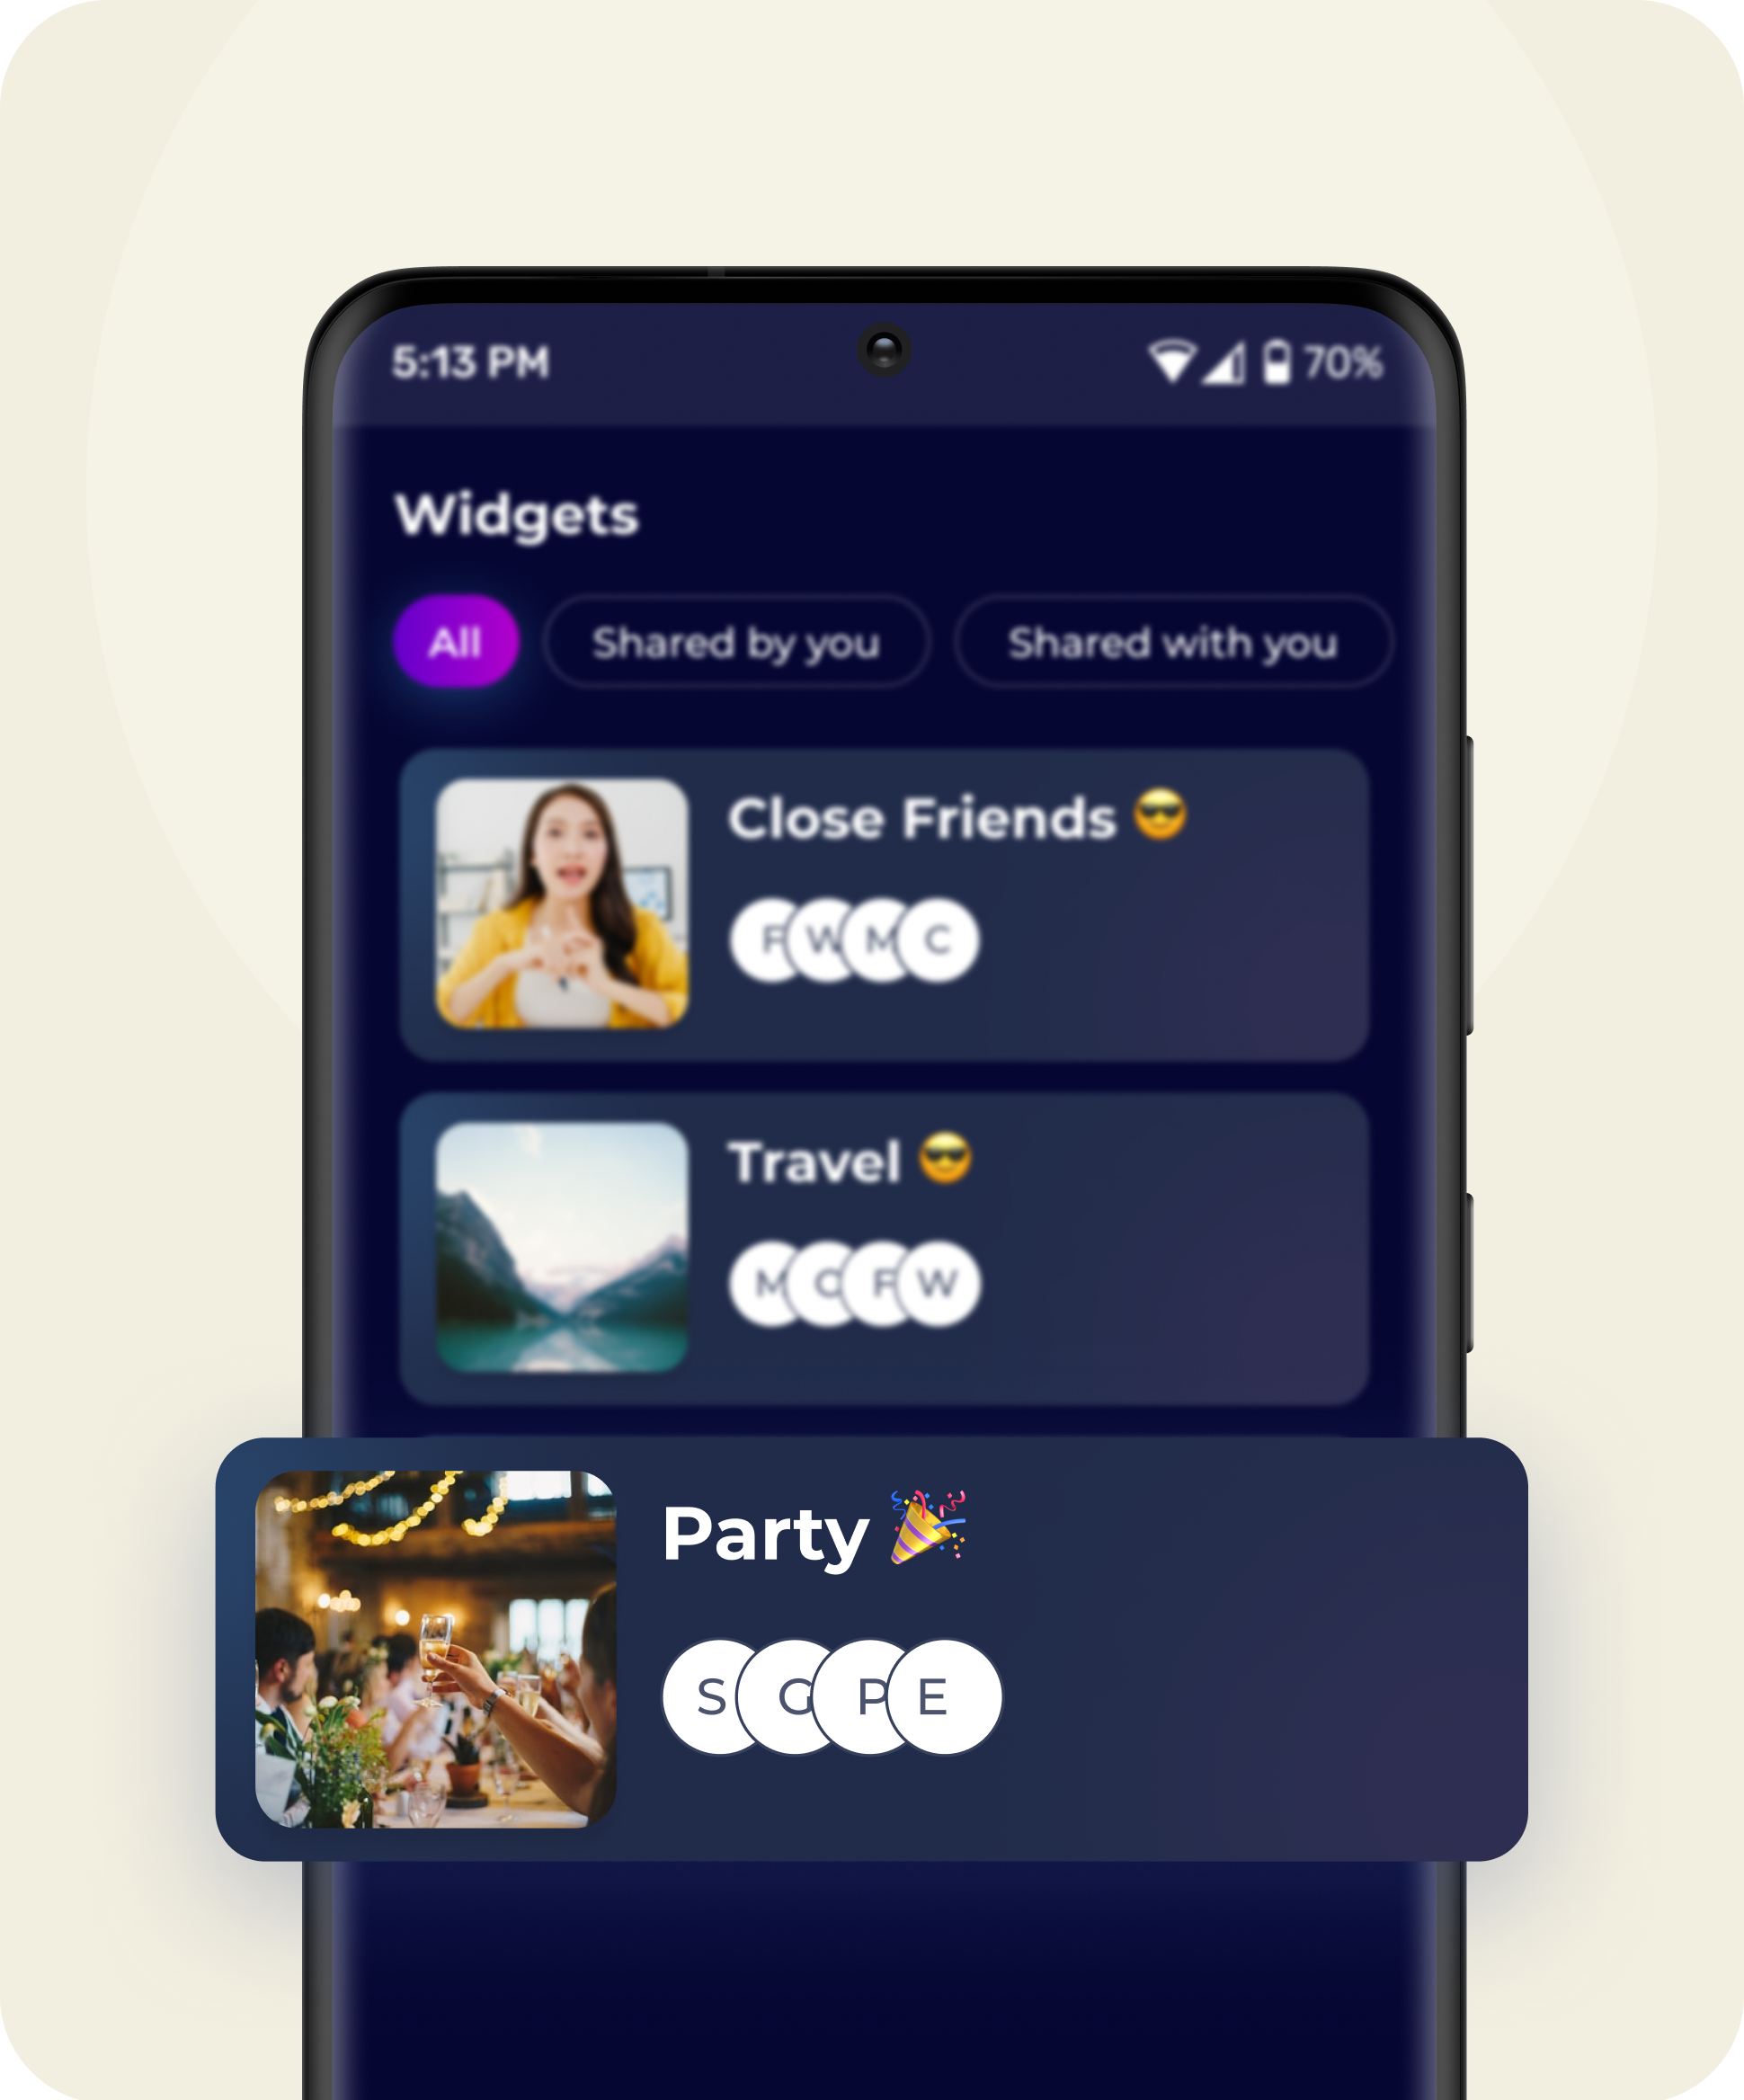 5:13 PM 70%
Widgets
All Shared by you Shared with you
Close Friends 😎
F W M C
Travel 😎
M C F W
Party 🎉
S G P E